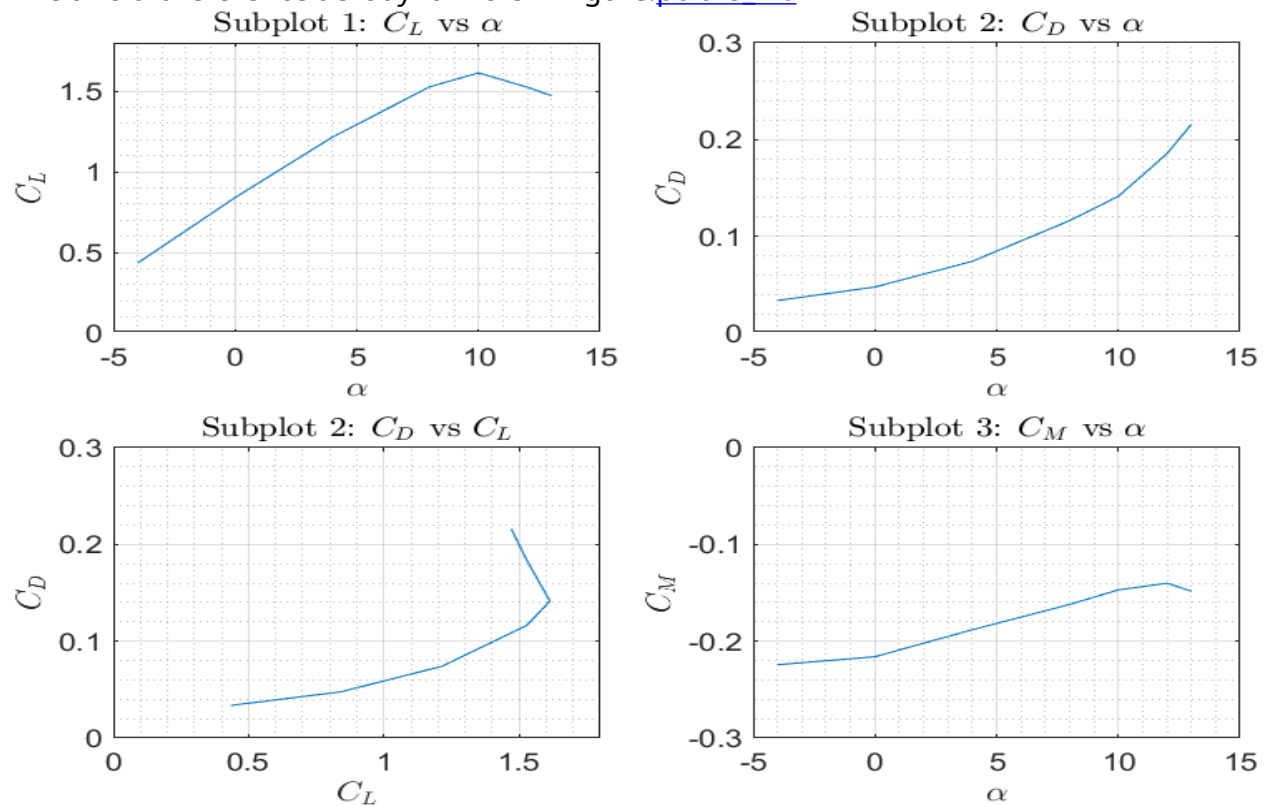 Subplot 1: C_L vs α
Subplot 2: C_D vs α
1.5
1
0.5
0
C_L
-5 0 5 10 15
α
0.3
0.2
0.1
0
C_D
-5 0 5 10 15
α
Subplot 2: C_D vs C_L
Subplot 3: C_M vs α
0.3
0.2
0.1
0
C_D
0 0.5 1 1.5
C_L
0
-0.1
-0.2
-0.3
C_M
-5 0 5 10 15
α